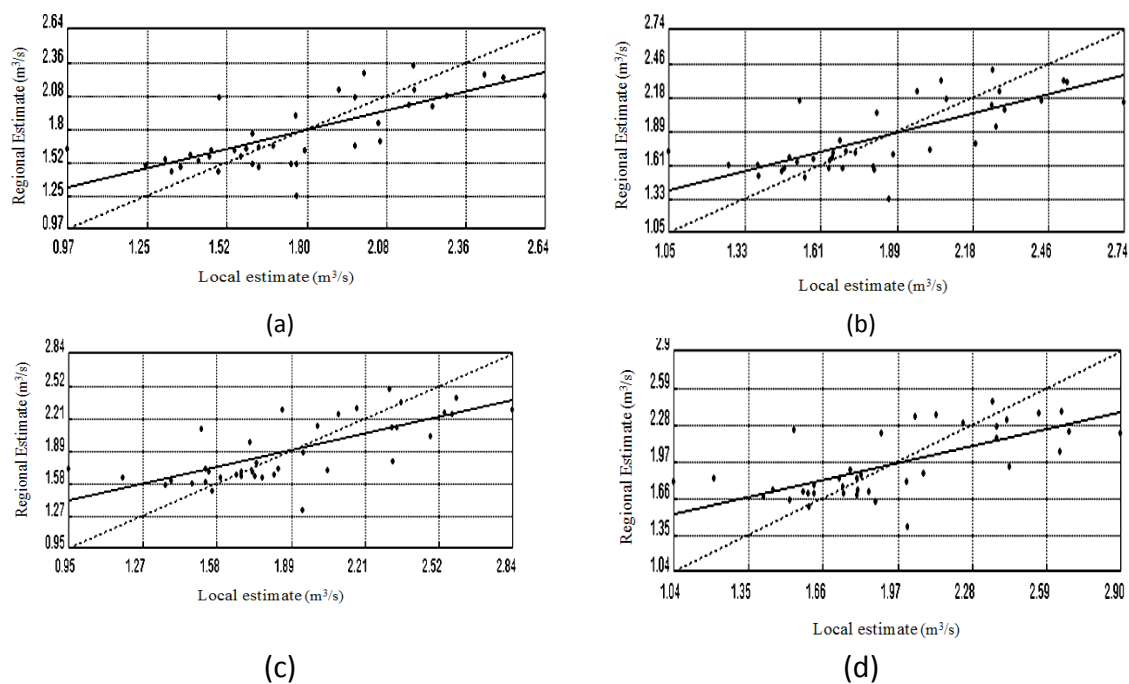 2.64
2.36
2.08
1.8
1.52
1.25
0.97
Regional Estimate (m³/s)
0.97 1.25 1.52 1.80 2.08 2.36 2.64
Local estimate (m³/s)
(a)
2.74
2.46
2.18
1.89
1.61
1.33
1.05
Regional Estimate (m³/s)
1.05 1.33 1.61 1.89 2.18 2.46 2.74
Local estimate (m³/s)
(b)
2.84
2.52
2.21
1.89
1.58
1.27
0.95
Regional Estimate (m³/s)
0.95 1.27 1.58 1.89 2.21 2.52 2.84
Local estimate (m³/s)
(c)
2.9
2.59
2.28
1.97
1.66
1.35
1.04
Regional Estimate (m³/s)
1.04 1.35 1.66 1.97 2.28 2.59 2.90
Local estimate (m³/s)
(d)